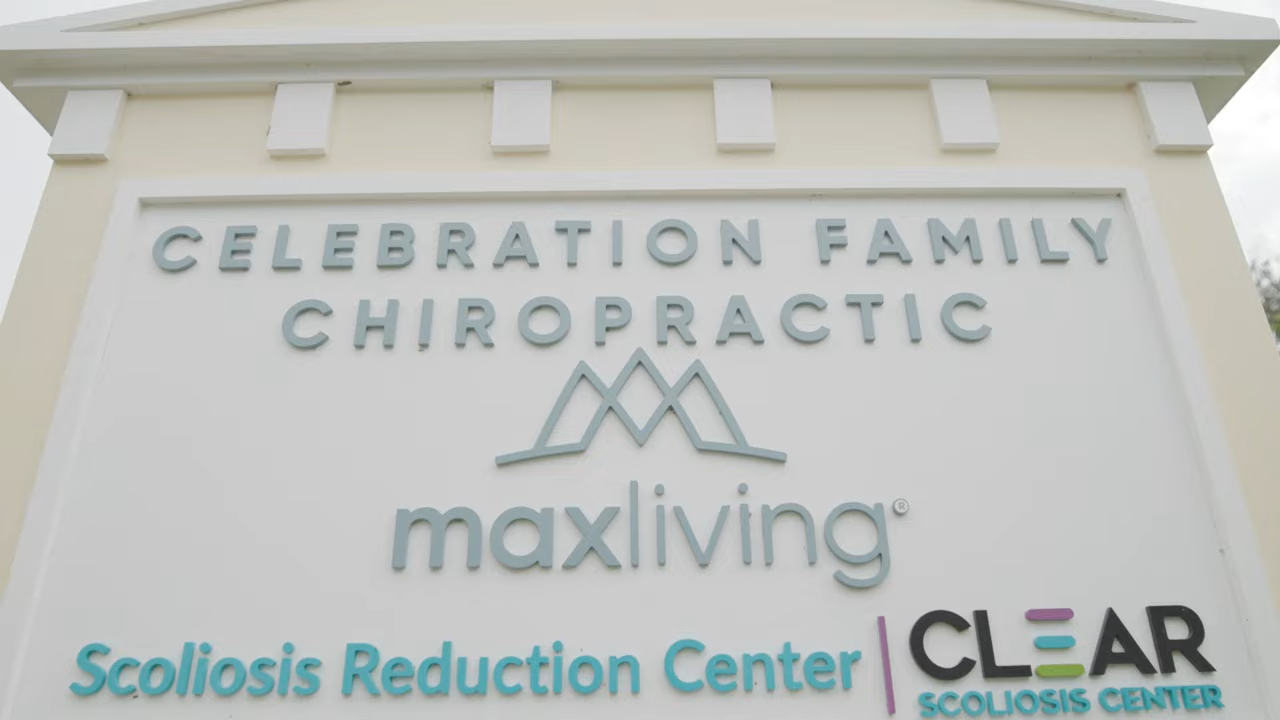 CELEBRATION FAMILY
CHIROPRACTIC
maxliving®
Scoliosis Reduction Center
CLEAR
SCOLIOSIS CENTER